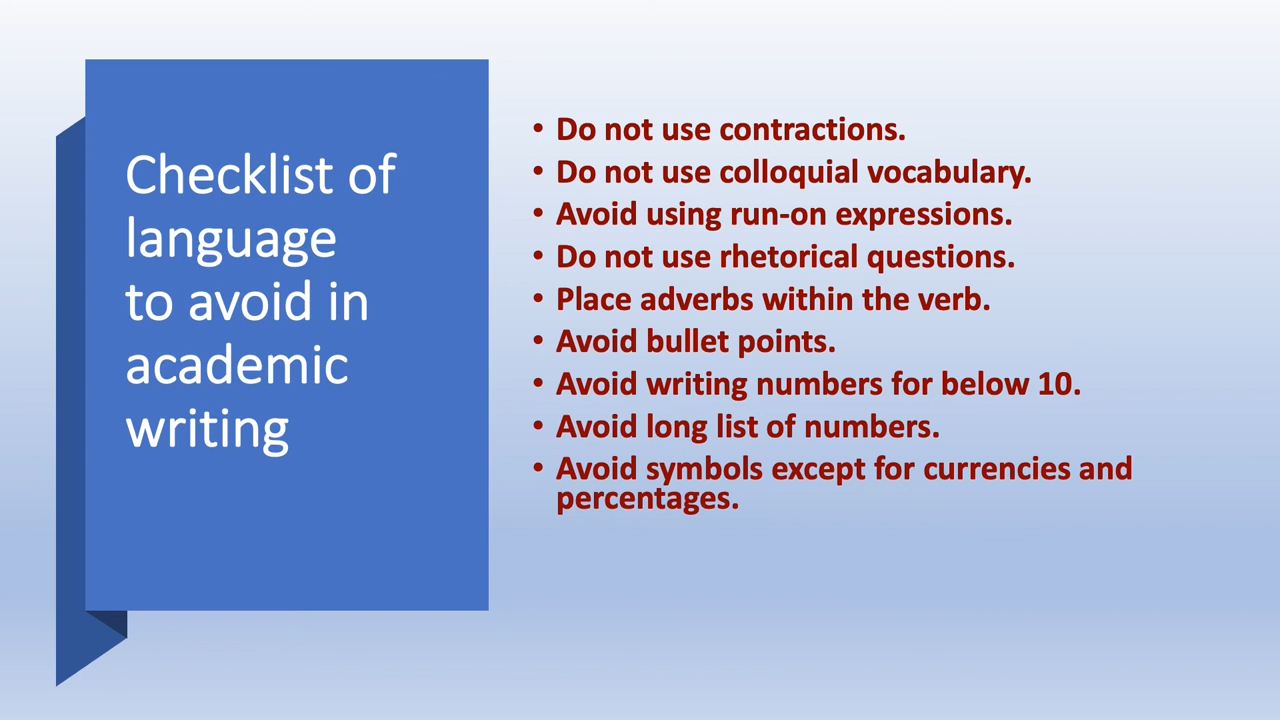 Checklist of
language
to avoid in
academic
writing
• Do not use contractions.
• Do not use colloquial vocabulary.
• Avoid using run-on expressions.
• Do not use rhetorical questions.
• Place adverbs within the verb.
• Avoid bullet points.
• Avoid writing numbers for below 10.
• Avoid long list of numbers.
• Avoid symbols except for currencies and
percentages.